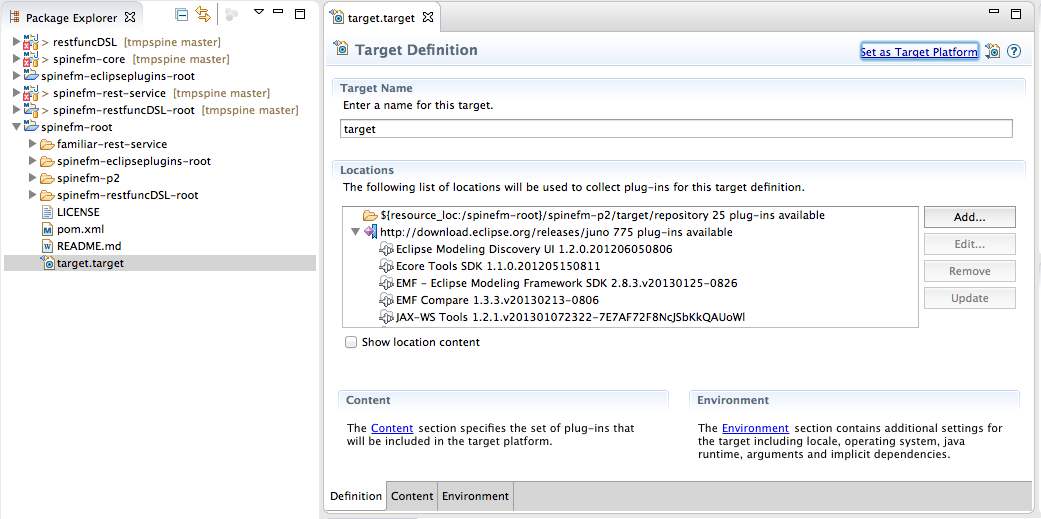 Package Explorer
> restfuncDSL [tmpspine master]
> spinefm-core [tmpspine master]
spinefm-eclipseplugins-root
> spinefm-rest-service [tmpspine master]
> spinefm-restfuncDSL-root [tmpspine master]
spinefm-root
familiar-rest-service
spinefm-eclipseplugins-root
spinefm-p2
spinefm-restfuncDSL-root
LICENSE
pom.xml
README.md
target.target
target.target
Target Definition
Set as Target Platform
Target Name
Enter a name for this target.
target
Locations
The following list of locations will be used to collect plug-ins for this target definition.
${resource_loc:/spinefm-root}/spinefm-p2/target/repository 25 plug-ins available
http://download.eclipse.org/releases/juno 775 plug-ins available
Eclipse Modeling Discovery UI 1.2.0.201206050806
Ecore Tools SDK 1.1.0.201205150811
EMF - Eclipse Modeling Framework SDK 2.8.3.v20130125-0826
EMF Compare 1.3.3.v20130213-0806
JAX-WS Tools 1.2.1.v201301072322-7E7AF72F8NcJSbKkQAUoWl
Add...
Edit...
Remove
Update
Show location content
Content
The Content section specifies the set of plug-ins that
will be included in the target platform.
Environment
The Environment section contains additional settings for
the target including locale, operating system, java
runtime, arguments and implicit dependencies.
Definition Content Environment